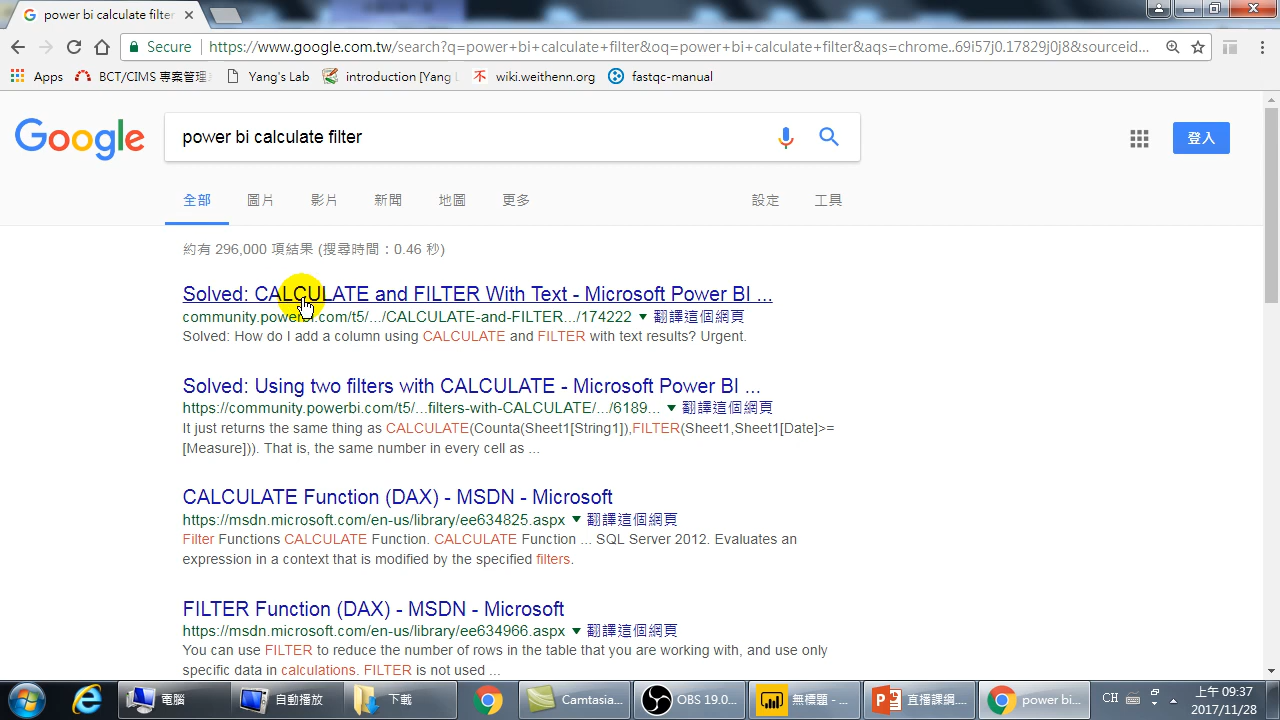 power bi calculate filter
Secure https://www.google.com.tw/search?q=power+bi+calculate+filter&oq=power+bi+calculate+filter&aqs=chrome..69i57j0.17829j0j8&sourceid...
Apps BCT/CIMS 專案管理 Yang's Lab introduction [Yang wiki.weithenn.org fastqc-manual
Google power bi calculate filter 登入
全部 圖片 影片 新聞 地圖 更多 設定 工具
約有 296,000 項結果 (搜尋時間：0.46 秒)
Solved: CALCULATE and FILTER With Text - Microsoft Power BI ...
community.powerbi.com/t5/.../CALCULATE-and-FILTER.../174222 翻譯這個網頁
Solved: How do I add a column using CALCULATE and FILTER with text results? Urgent.
Solved: Using two filters with CALCULATE - Microsoft Power BI ...
https://community.powerbi.com/t5/...filters-with-CALCULATE/.../6189... 翻譯這個網頁
It just returns the same thing as CALCULATE(Counta(Sheet1[String1]),FILTER(Sheet1,Sheet1[Date]>=
[Measure])). That is, the same number in every cell as ...
CALCULATE Function (DAX) - MSDN - Microsoft
https://msdn.microsoft.com/en-us/library/ee634825.aspx 翻譯這個網頁
Filter Functions CALCULATE Function. CALCULATE Function ... SQL Server 2012. Evaluates an
expression in a context that is modified by the specified filters.
FILTER Function (DAX) - MSDN - Microsoft
https://msdn.microsoft.com/en-us/library/ee634966.aspx 翻譯這個網頁
You can use FILTER to reduce the number of rows in the table that you are working with, and use only
specific data in calculations. FILTER is not used ...
電腦 自動播放 下載 Camtasia... OBS 19.0... 無標題 - ... 直播課綱.... power bi... CH 上午 09:37
2017/11/28